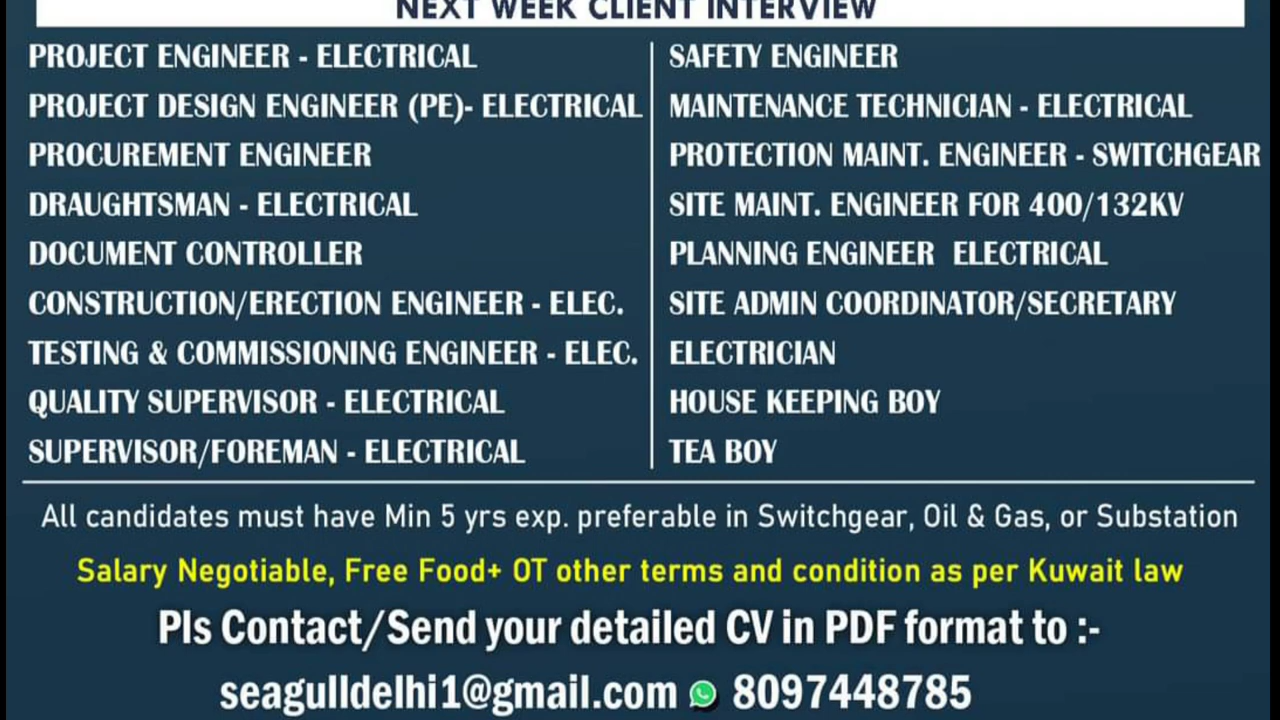 NEXT WEEK CLIENT INTERVIEW
PROJECT ENGINEER - ELECTRICAL
PROJECT DESIGN ENGINEER (PE)- ELECTRICAL
PROCUREMENT ENGINEER
DRAUGHTSMAN - ELECTRICAL
DOCUMENT CONTROLLER
CONSTRUCTION/ERECTION ENGINEER - ELEC.
TESTING & COMMISSIONING ENGINEER - ELEC.
QUALITY SUPERVISOR - ELECTRICAL
SUPERVISOR/FOREMAN - ELECTRICAL
SAFETY ENGINEER
MAINTENANCE TECHNICIAN - ELECTRICAL
PROTECTION MAINT. ENGINEER - SWITCHGEAR
SITE MAINT. ENGINEER FOR 400/132KV
PLANNING ENGINEER ELECTRICAL
SITE ADMIN COORDINATOR/SECRETARY
ELECTRICIAN
HOUSE KEEPING BOY
TEA BOY
All candidates must have Min 5 yrs exp. preferable in Switchgear, Oil & Gas, or Substation
Salary Negotiable, Free Food+ OT other terms and condition as per Kuwait law
Pls Contact/Send your detailed CV in PDF format to :-
seagulldelhi1@gmail.com 8097448785